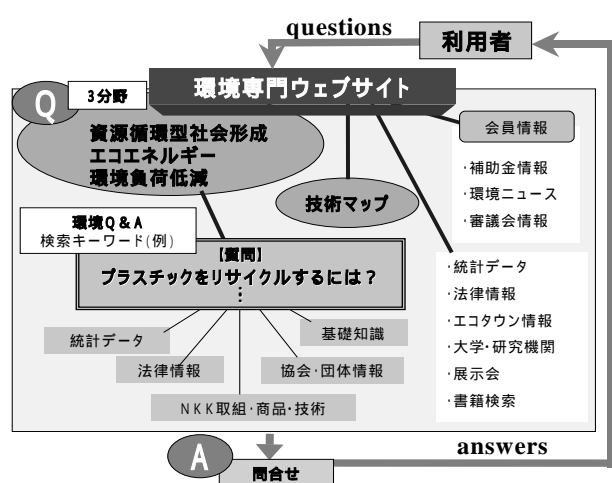 questions
利用者
Q
3分野
環境専門ウェブサイト
資源循環型社会形成
エコエネルギー
環境負荷低減
技術マップ
会員情報
・補助金情報
・環境ニュース
・審議会情報
環境Q&A
検索キーワード(例)
【質問】
プラスチックをリサイクルするには?
⋮
・統計データ
・法律情報
・エコタウン情報
・大学・研究機関
・展示会
・書籍検索
統計データ
基礎知識
法律情報
協会・団体情報
NKK取組・商品・技術
A
answers
問合せ